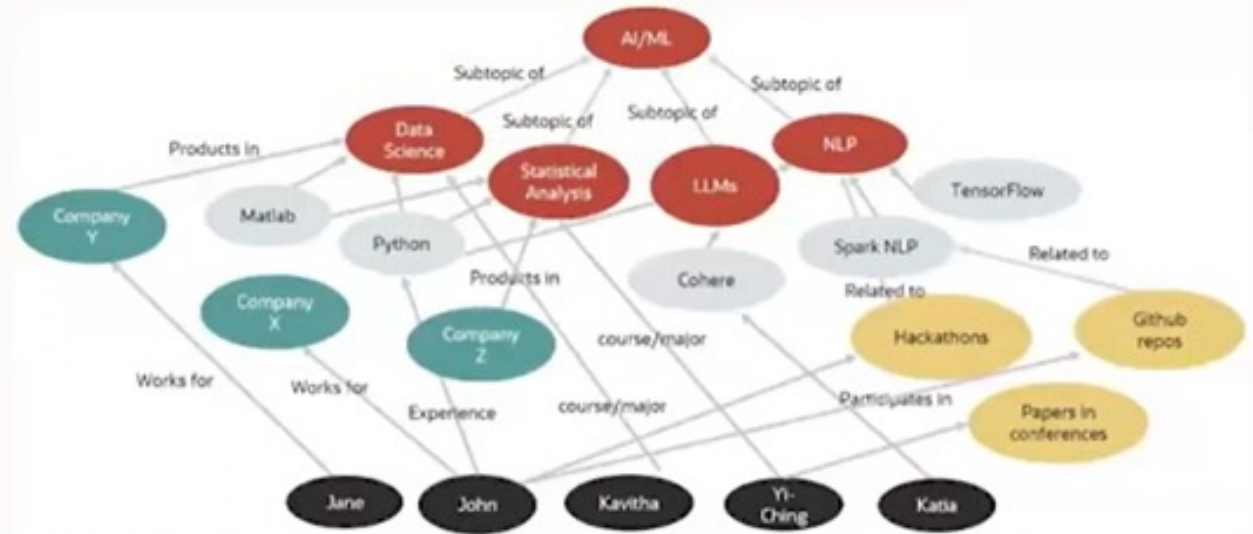 AI/ML
Subtopic of
Subtopic of
Subtopic of
Subtopic of
Data
Science
NLP
Products in
Statistical
Analysis
LLMs
TensorFlow
Company
Y
Matlab
Python
Spark NLP
Related to
Products in
Cohere
Related to
Company
X
Company
Z
course/major
Hackathons
Github
repos
Works for
Works for
Experience
course/major
Participates in
Papers in
conferences
Jane
John
Kavitha
Yi-
Ching
Katia